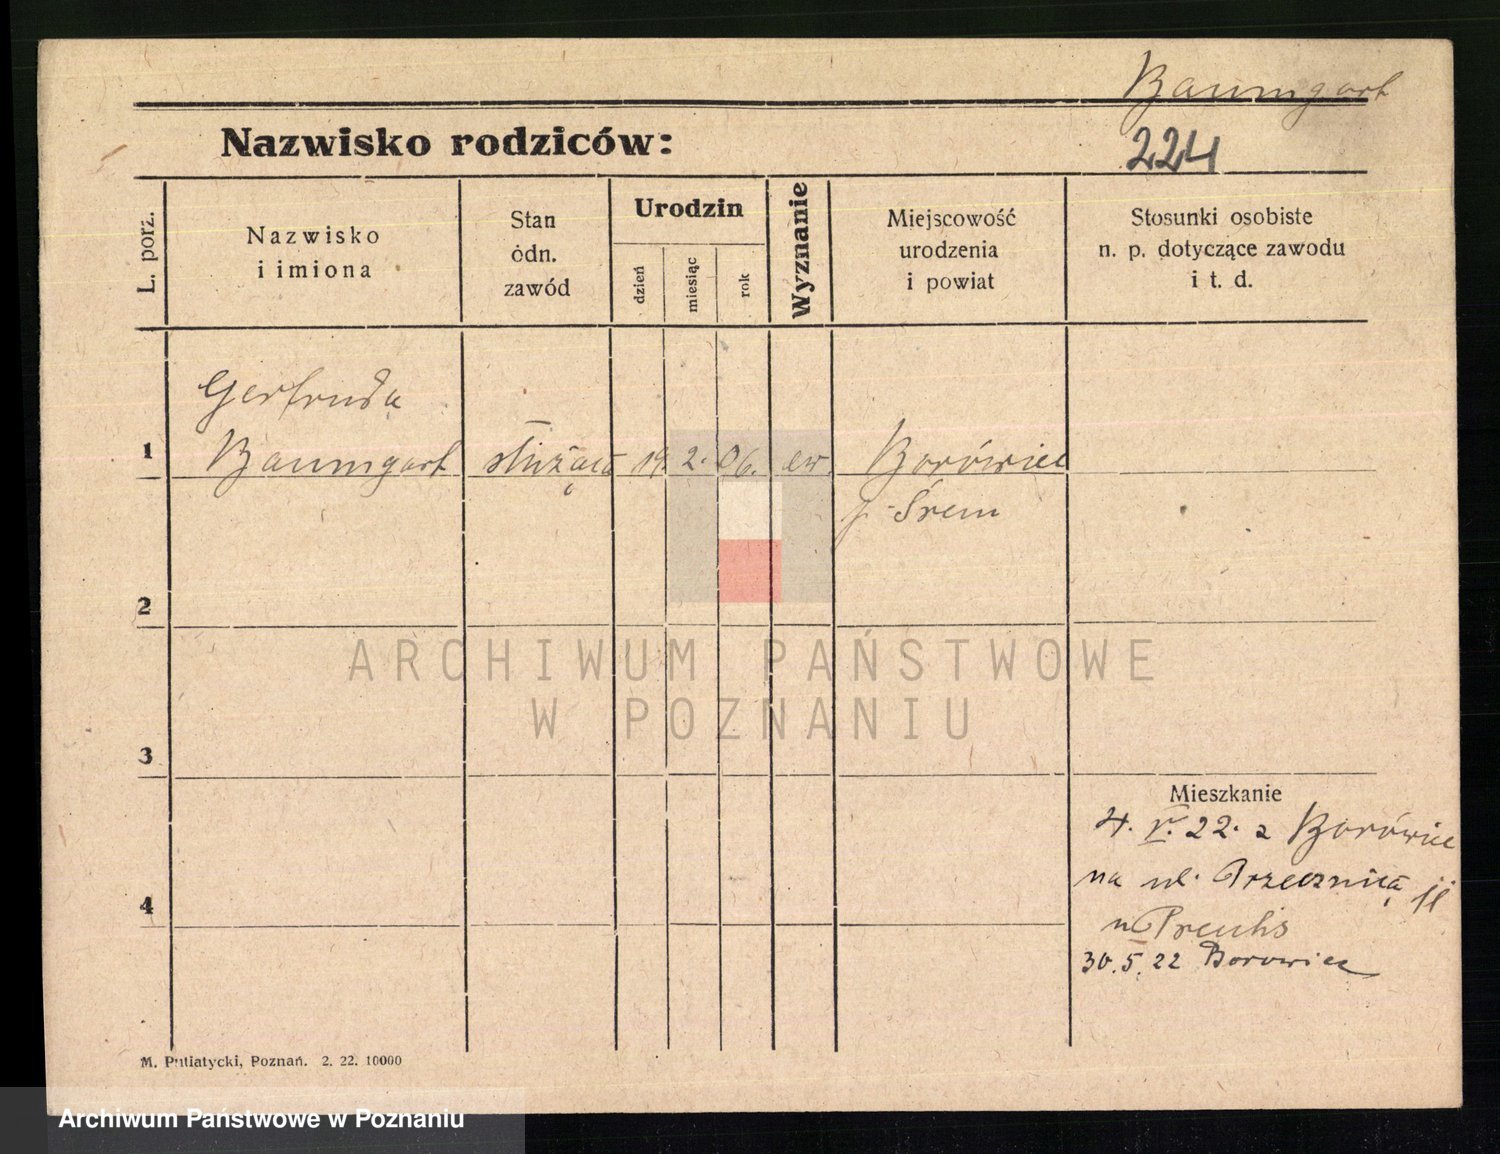 Baumgart
Nazwisko rodziców:
224
L. porz.
Nazwisko
i imiona
Stan
odn.
zawód
Urodzin
dzień
miesiąc
rok
Wyznanie
Miejscowość
urodzenia
i powiat
Stosunki osobiste
n. p. dotyczące zawodu
i t. d.
Gertruda
1 Baumgart służąca 19. 2. 06. ew. Borówiec
Śrem
2
3
4
Mieszkanie
4. V. 22. z Borówiec
na ul. Przecznica
30. 5. 22 Borowiec
M. Putiatycki, Poznań. 2. 22. 10000
ARCHIWUM PAŃSTWOWE
W POZNANIU
Archiwum Państwowe w Poznaniu